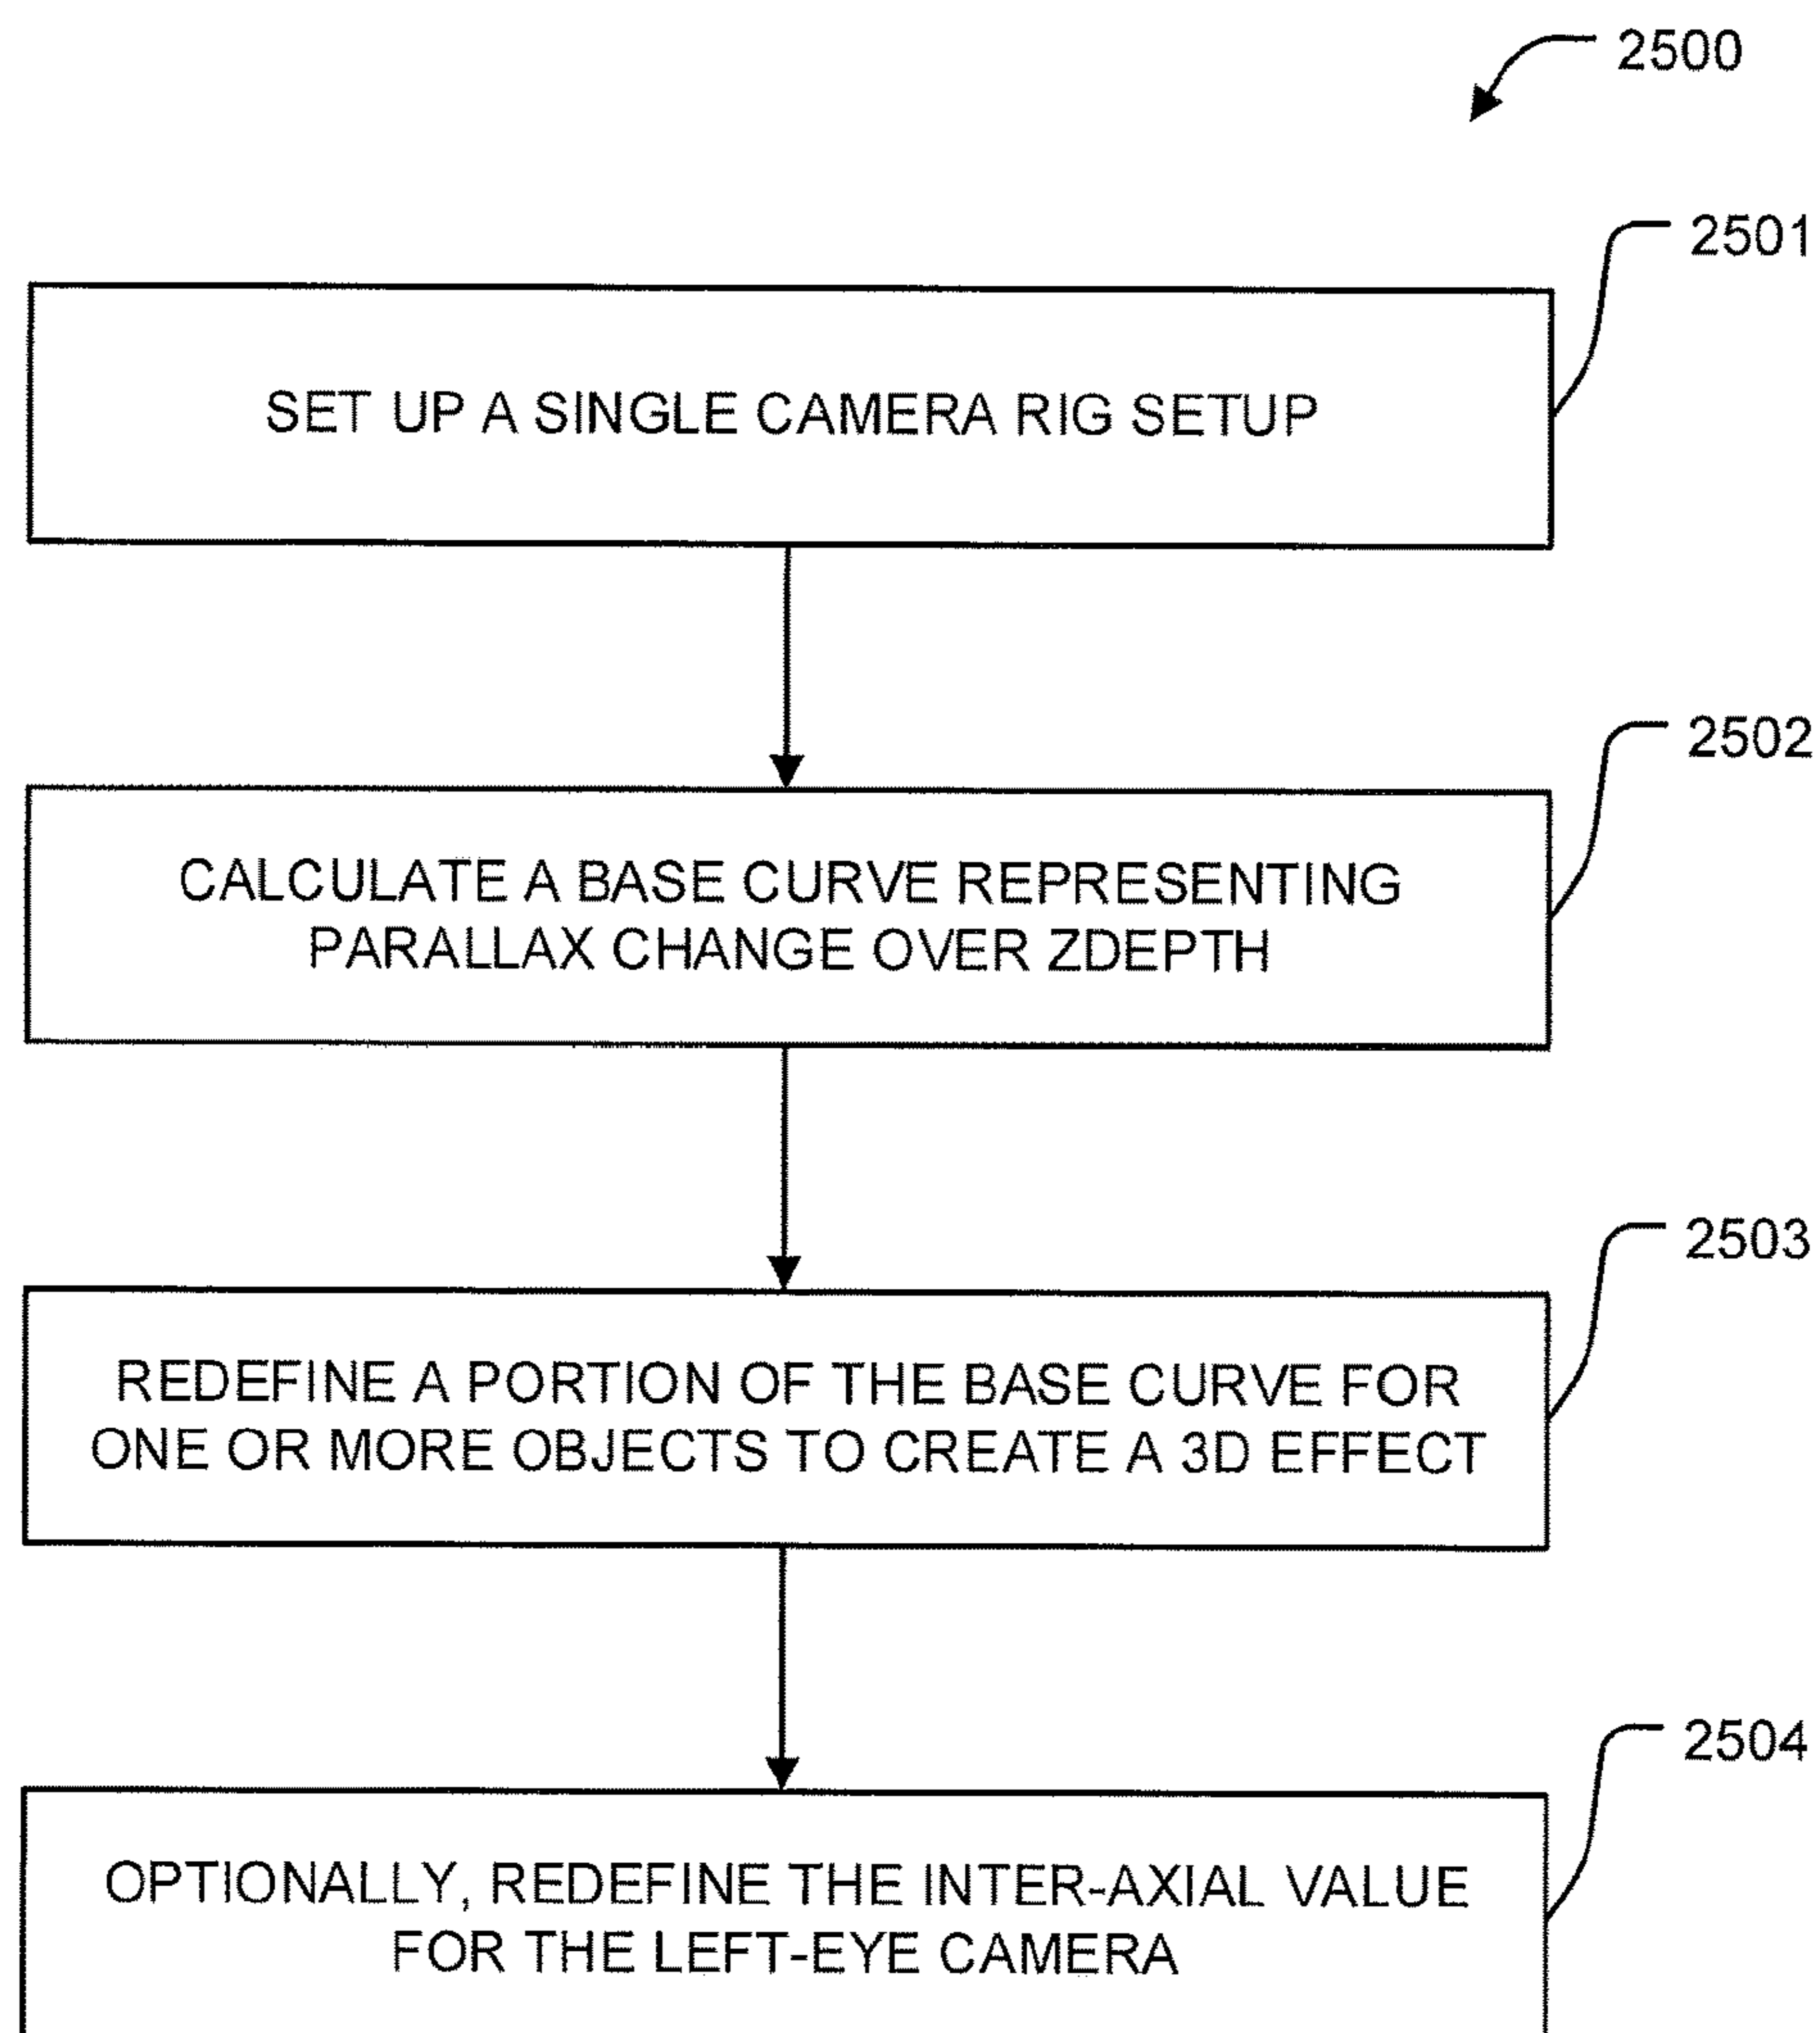 2500
2501
SET UP A SINGLE CAMERA RIG SETUP
2502
CALCULATE A BASE CURVE REPRESENTING
PARALLAX CHANGE OVER ZDEPTH
2503
REDEFINE A PORTION OF THE BASE CURVE FOR
ONE OR MORE OBJECTS TO CREATE A 3D EFFECT
2504
OPTIONALLY, REDEFINE THE INTER-AXIAL VALUE
FOR THE LEFT-EYE CAMERA